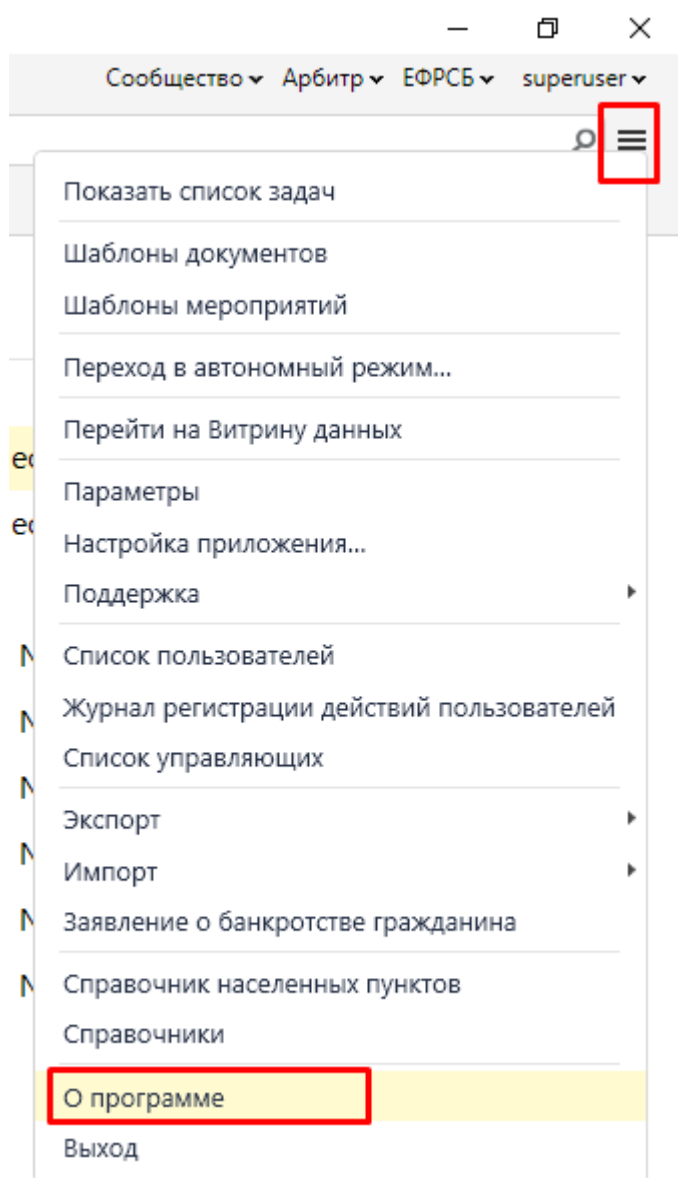 Сообщество Арбитр ЕФРСБ superuser
Показать список задач
Шаблоны документов
Шаблоны мероприятий
Переход в автономный режим...
Перейти на Витрину данных
Параметры
Настройка приложения...
Поддержка
Список пользователей
Журнал регистрации действий пользователей
Список управляющих
Экспорт
Импорт
Заявление о банкротстве гражданина
Справочник населенных пунктов
Справочники
О программе
Выход